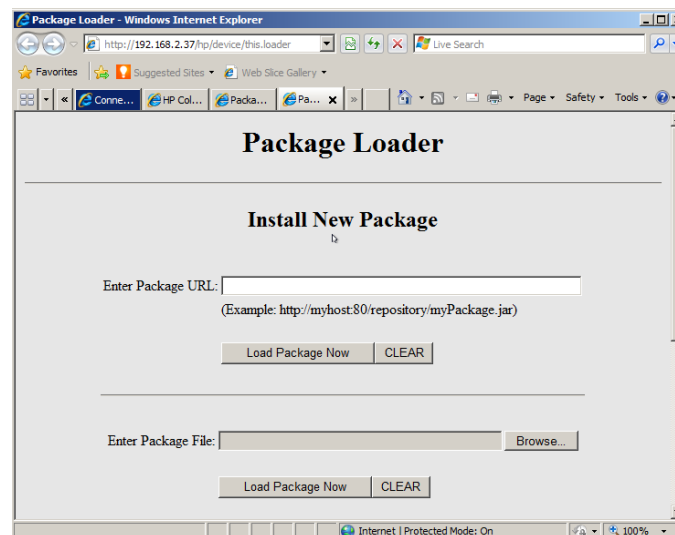 Package Loader - Windows Internet Explorer
http://192.168.2.37/hp/device/this.loader
Live Search
Favorites
Suggested Sites
Web Slice Gallery
Conne...
HP Col...
Packa...
Pa...
Page
Safety
Tools
Package Loader
Install New Package
Enter Package URL:
(Example: http://myhost:80/repository/myPackage.jar)
Load Package Now
CLEAR
Enter Package File:
Browse...
Load Package Now
CLEAR
Internet | Protected Mode: On
100%